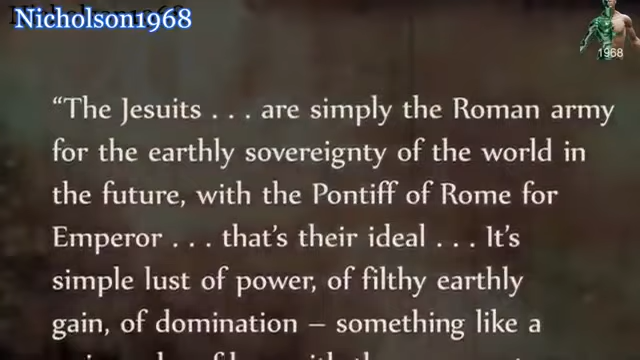 Nicholson1968
1968
“The Jesuits . . . are simply the Roman army
for the earthly sovereignty of the world in
the future, with the Pontiff of Rome for
Emperor . . . that’s their ideal . . . It’s
simple lust of power, of filthy earthly
gain, of domination – something like a